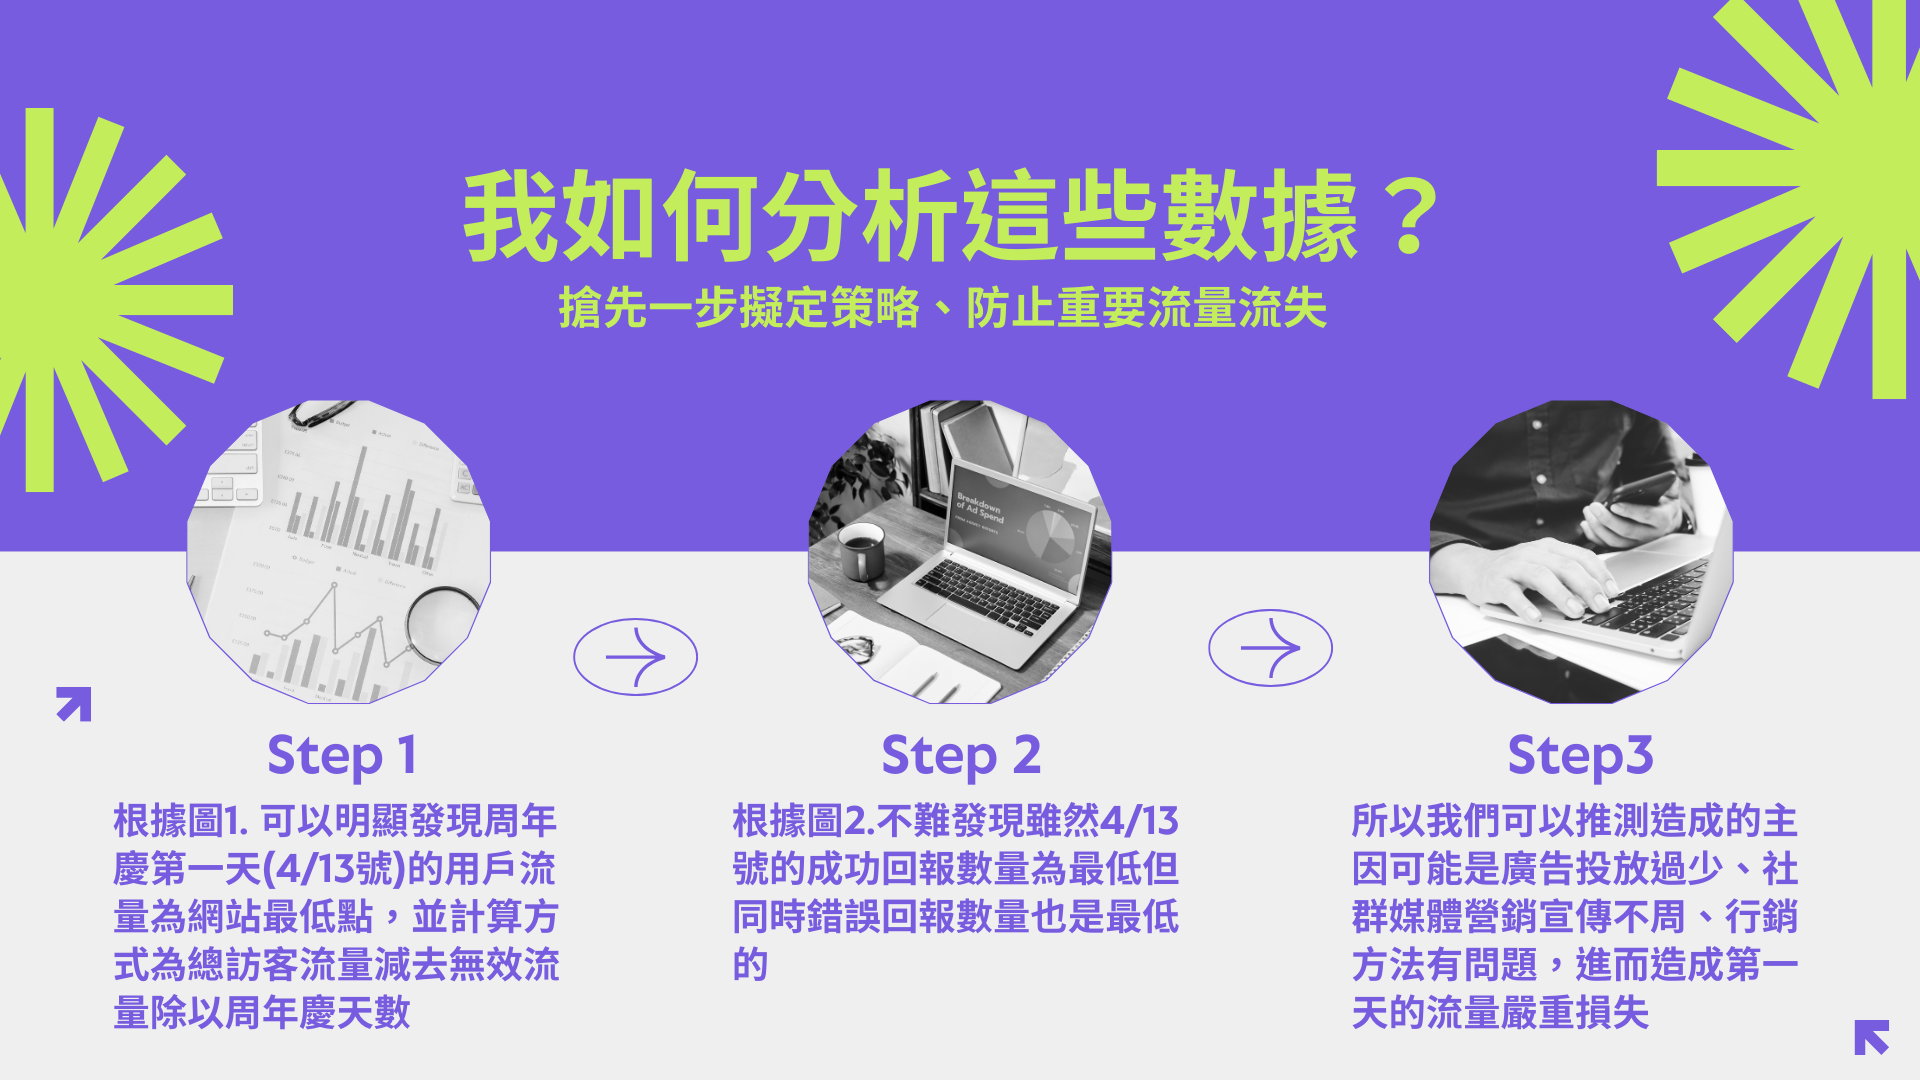 我如何分析這些數據？
搶先一步擬定策略、防止重要流量流失
Breakdown
of Ad Spend
Step 1
根據圖1. 可以明顯發現周年
慶第一天(4/13號)的用戶流
量為網站最低點，並計算方
式為總訪客流量減去無效流
量除以周年慶天數
Step 2
根據圖2.不難發現雖然4/13
號的成功回報數量為最低但
同時錯誤回報數量也是最低
的
Step3
所以我們可以推測造成的主
因可能是廣告投放過少、社
群媒體營銷宣傳不周、行銷
方法有問題，進而造成第一
天的流量嚴重損失